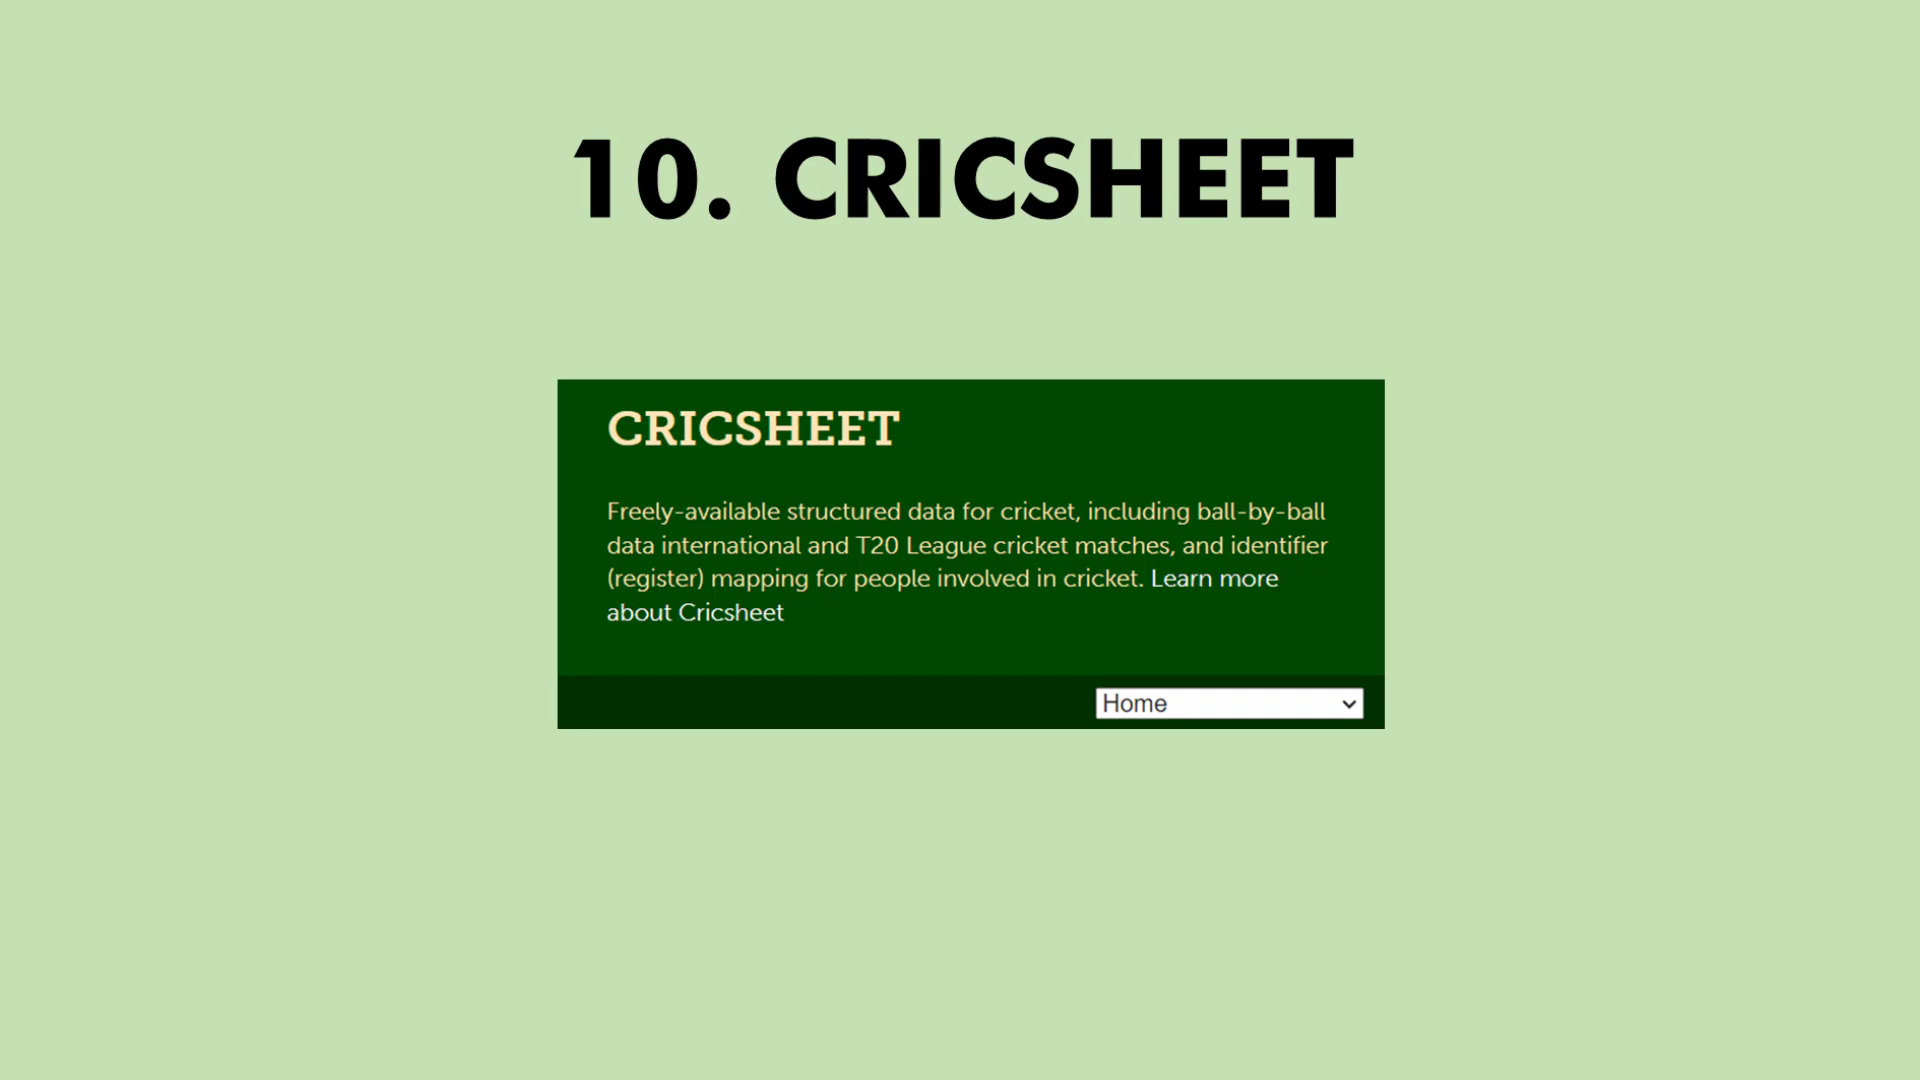 10. CRICSHEET
CRICSHEET
Freely-available structured data for cricket, including ball-by-ball
data international and T20 League cricket matches, and identifier
(register) mapping for people involved in cricket. Learn more
about Cricsheet
Home